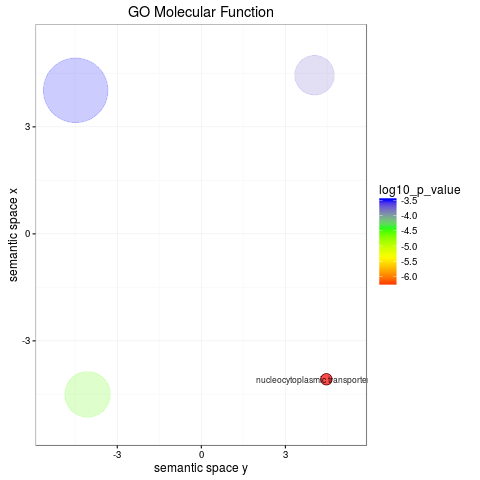 GO Molecular Function
semantic space x
3
0
-3
nucleocytoplasmic transporter
-3
0
3
semantic space y
log10_p_value
-3.5
-4.0
-4.5
-5.0
-5.5
-6.0